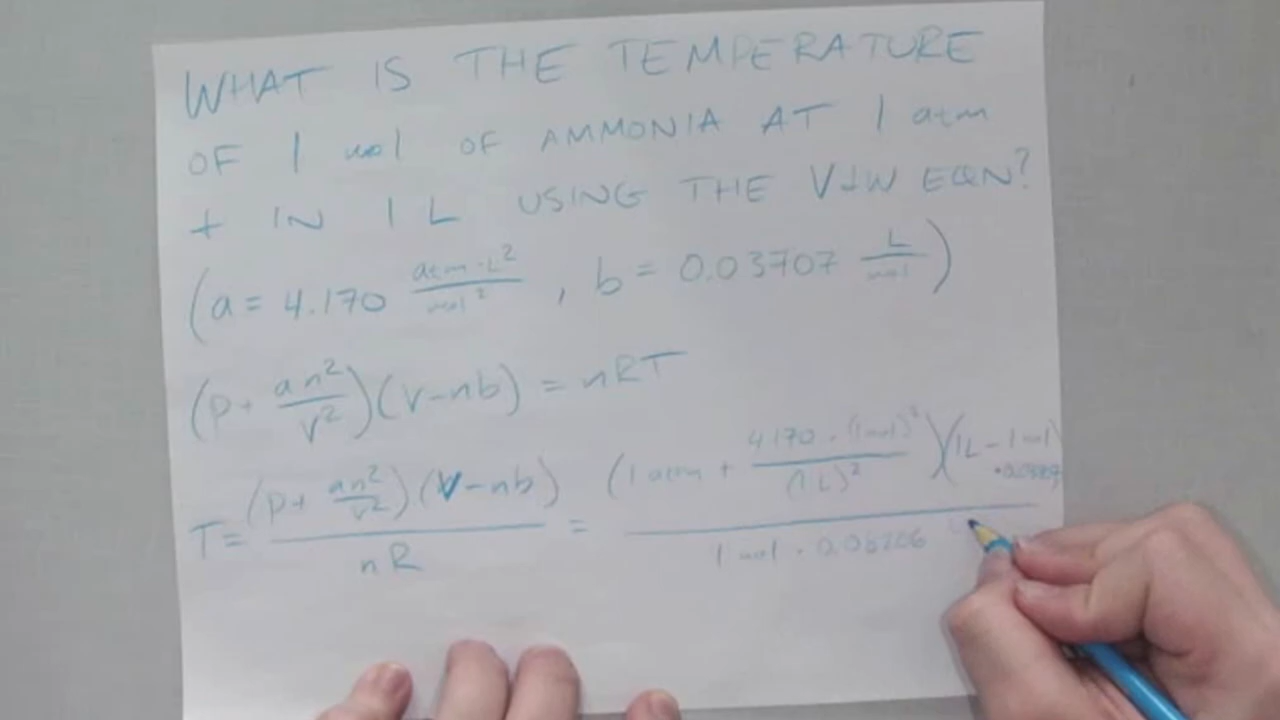 WHAT IS THE TEMPERATURE
OF 1 mol OF AMMONIA AT 1 atm
+ IN 1 L USING THE VdW EQN?
(a = 4.170 atm·L²/mol² , b = 0.03707 L/mol)
(P + an²/V²)(V-nb) = nRT
T = (P + an²/V²)(V-nb)/nR = (1 atm + 4.170 · (1 mol)²/(1L)²)(1L - 1 mol
1 mol · 0.08206